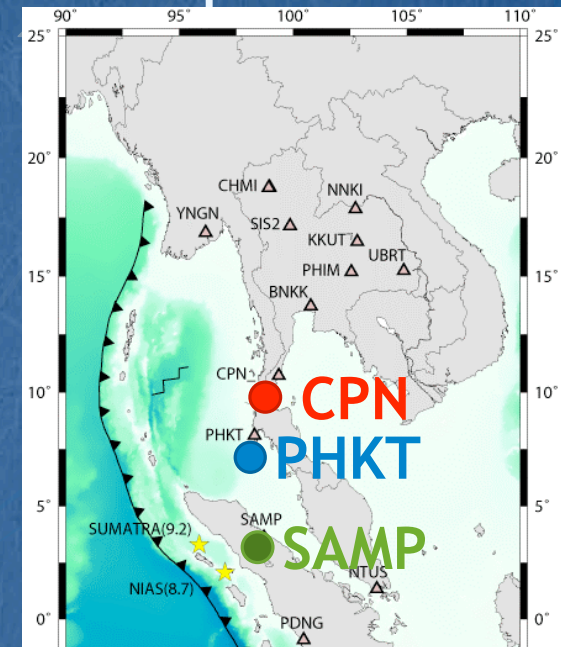 90° 95° 100° 105° 110°
25° 25°
20° 20°
CHMI NNKI
YNGN SIS2
KKUT
UBRT
PHIM
15° 15°
BNKK
CPN
10° 10°
CPN
PHKT
PHKT
5° 5°
SAMP
SUMATRA(9.2)
SAMP
NTUS
NIAS(8.7)
0° 0°
PDNG